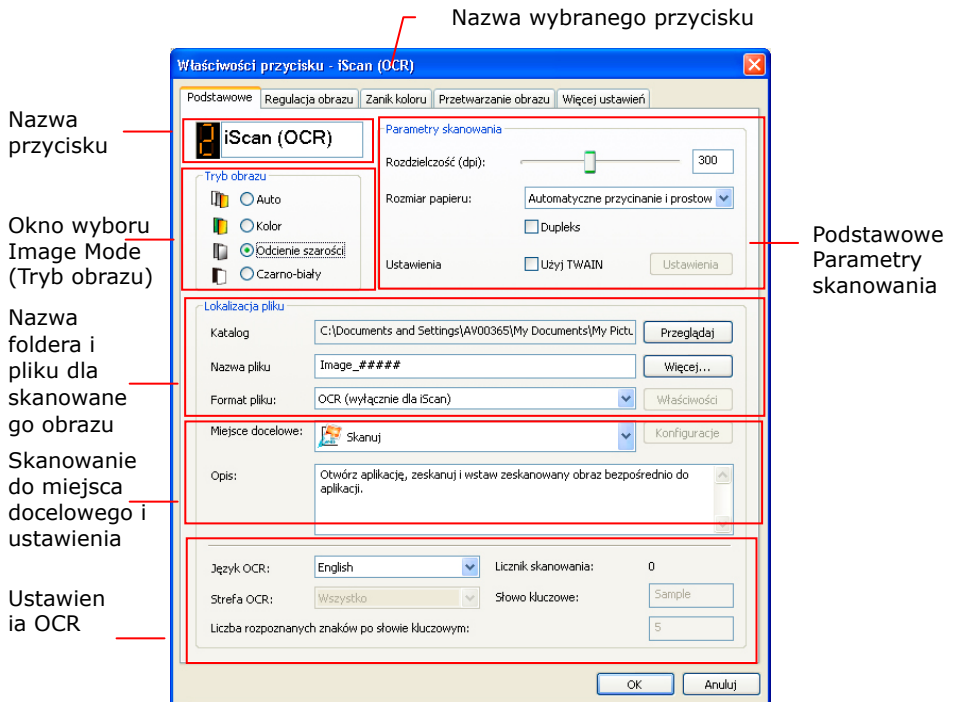 Nazwa wybranego przycisku
Właściwości przycisku - iScan (OCR)
Podstawowe Regulacja obrazu Zanik koloru Przetwarzanie obrazu Więcej ustawień
Nazwa
przycisku
2 iScan (OCR)
Parametry skanowania
Rozdzielczość (dpi): 300
Rozmiar papieru: Automatyczne przycinanie i prostow
Dupleks
Ustawienia Użyj TWAIN Ustawienia
Podstawowe
Parametry
skanowania
Okno wyboru
Image Mode
(Tryb obrazu)
Tryb obrazu
Auto
Kolor
Odcienie szarości
Czarno-biały
Nazwa
foldera i
pliku dla
skanowane
go obrazu
Lokalizacja pliku
Katalog C:\Documents and Settings\AV00365\My Documents\My Pictu Przeglądaj
Nazwa pliku Image_##### Więcej...
Format pliku: OCR (wyłącznie dla iScan) Właściwości
Skanowanie
do miejsca
docelowego i
ustawienia
Miejsce docelowe: Skanuj Konfiguracje
Opis: Otwórz aplikację, zeskanuj i wstaw zeskanowany obraz bezpośrednio do
aplikacji.
Ustawien
ia OCR
Język OCR: English Licznik skanowania: 0
Strefa OCR: Wszystko Słowo kluczowe: Sample
Liczba rozpoznanych znaków po słowie kluczowym: 5
OK Anuluj